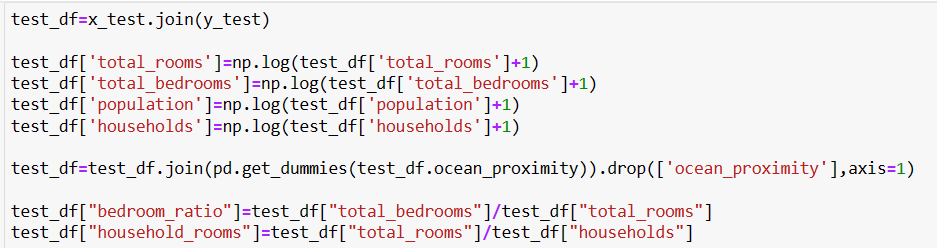 test_df=x_test.join(y_test)
test_df['total_rooms']=np.log(test_df['total_rooms']+1)
test_df['total_bedrooms']=np.log(test_df['total_bedrooms']+1)
test_df['population']=np.log(test_df['population']+1)
test_df['households']=np.log(test_df['households']+1)
test_df=test_df.join(pd.get_dummies(test_df.ocean_proximity)).drop(['ocean_proximity'],axis=1)
test_df["bedroom_ratio"]=test_df["total_bedrooms"]/test_df["total_rooms"]
test_df["household_rooms"]=test_df["total_rooms"]/test_df["households"]